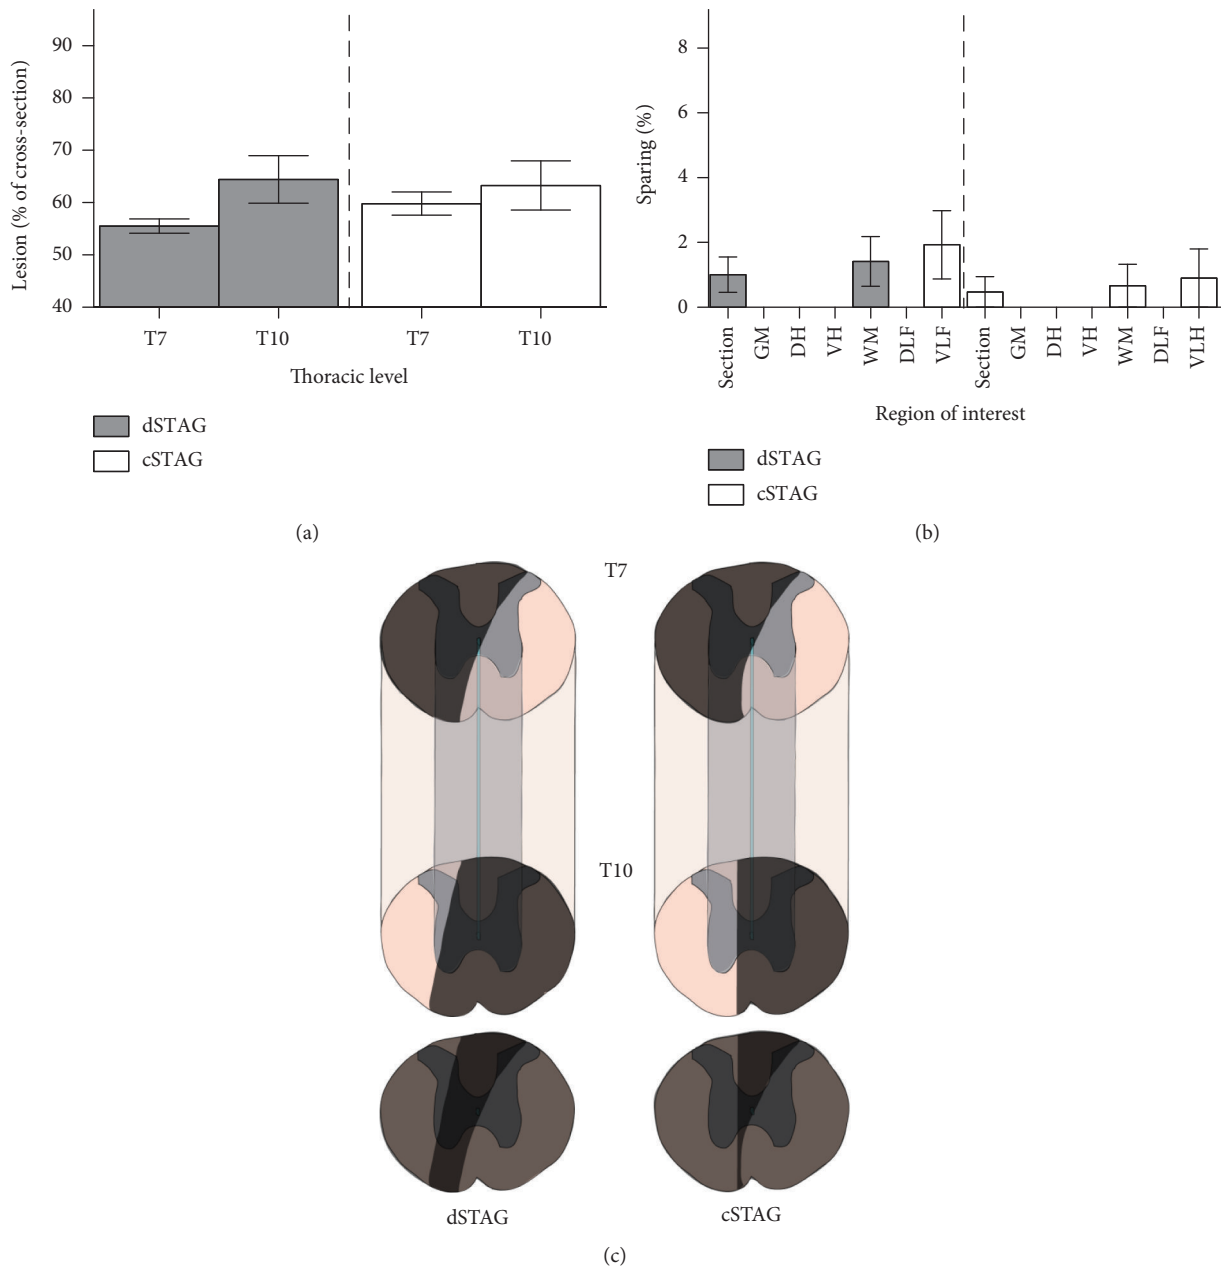 Lesion (% of cross-section)
90
80
70
60
50
40
T7
T10
T7
T10
Thoracic level
dSTAG
cSTAG
(a)
Sparing (%)
8
6
4
2
0
Section
GM
DH
VH
WM
DLF
VLF
Section
GM
DH
VH
WM
DLF
VLH
Region of interest
dSTAG
cSTAG
(b)
T7
T10
dSTAG
cSTAG
(c)